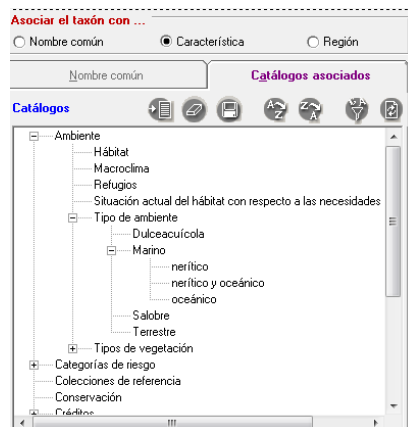 Asociar el taxón con ...
Nombre común Característica Región
Nombre común Catálogos asociados
Catálogos
Ambiente
Hábitat
Macroclima
Refugios
Situación actual del hábitat con respecto a las necesidades
Tipo de ambiente
Dulceacuícola
Marino
nerítico
nerítico y oceánico
oceánico
Salobre
Terrestre
Tipos de vegetación
Categorías de riesgo
Colecciones de referencia
Conservación
Créditos